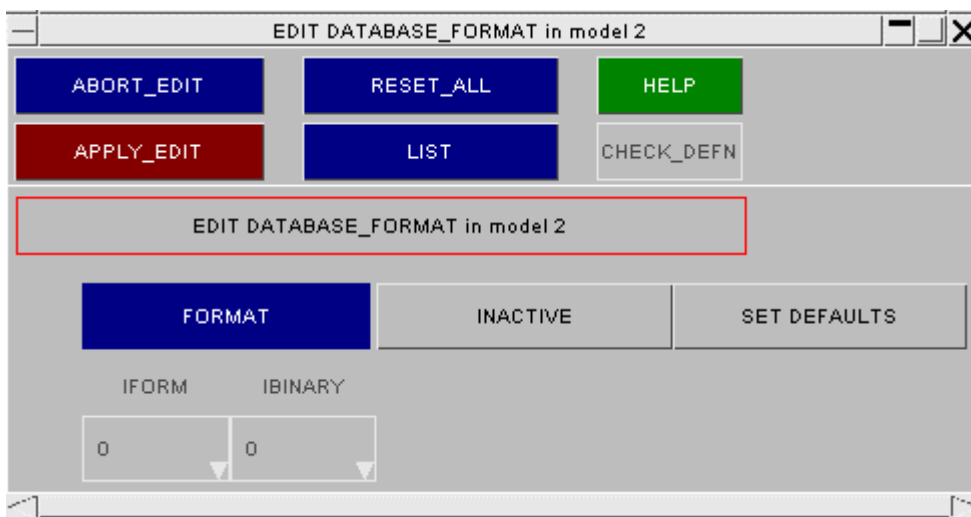 EDIT DATABASE_FORMAT in model 2
ABORT_EDIT RESET_ALL HELP
APPLY_EDIT LIST CHECK_DEFN
EDIT DATABASE_FORMAT in model 2
FORMAT INACTIVE SET DEFAULTS
IFORM IBINARY
0 0